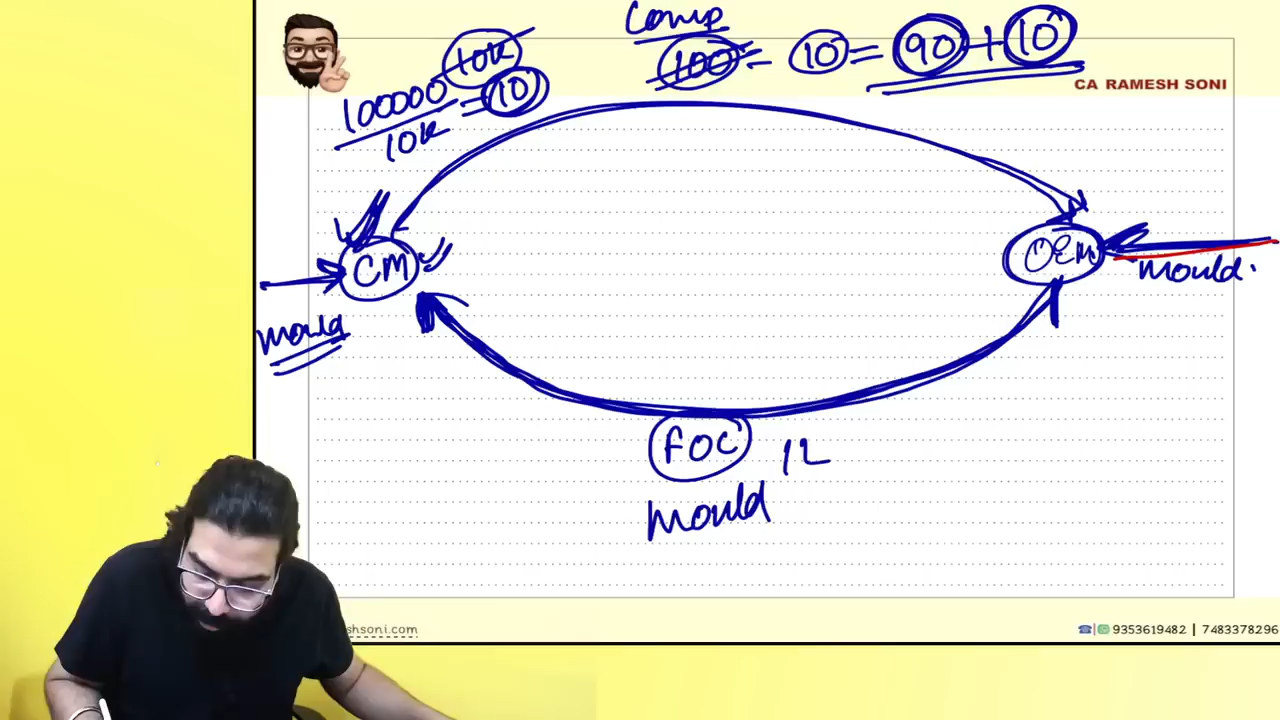 Comp
100 = 10 = 90 + 10
10k
100000 = 10
10k
CA RAMESH SONI
CM
OEM
mould
mould.
FOC 1L
mould
shsoni.com
9353619482 | 7483378296